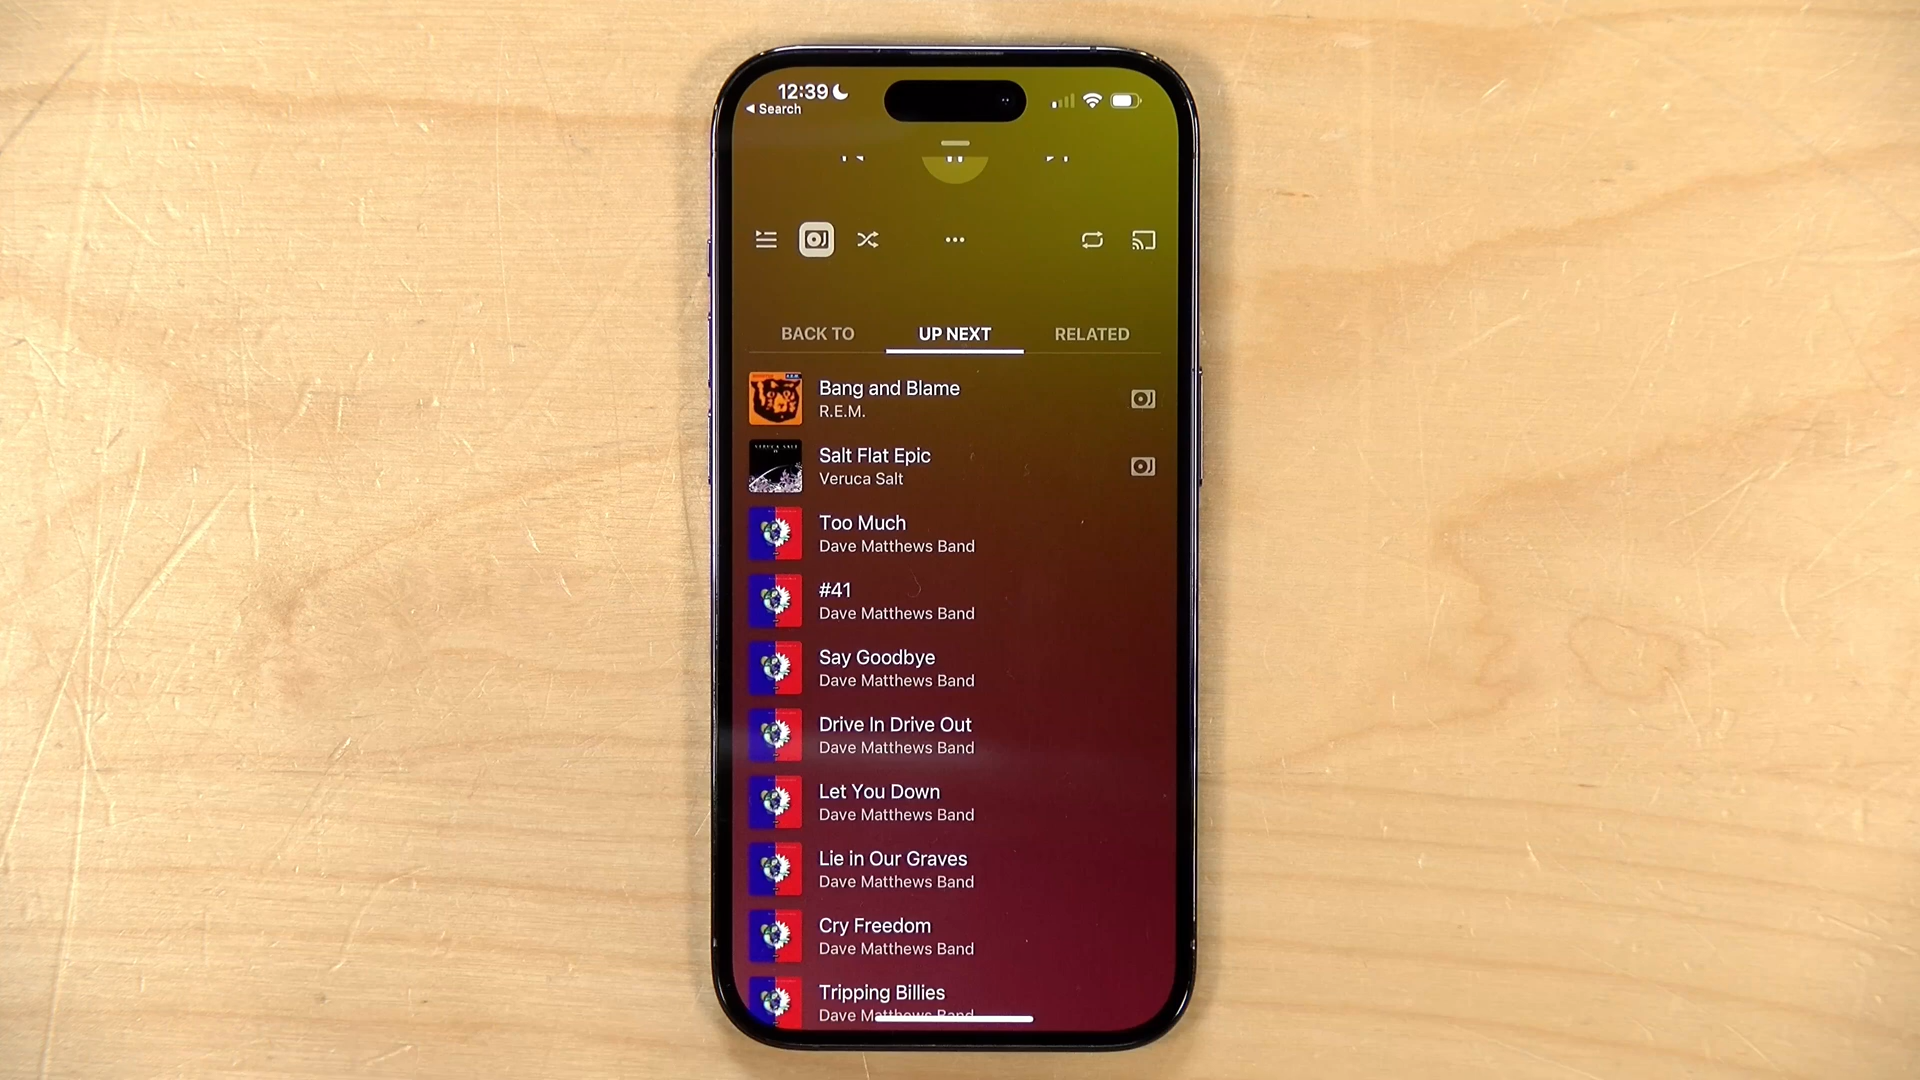 12:39
◀ Search
BACK TO
UP NEXT
RELATED
Bang and Blame
R.E.M.
Salt Flat Epic
Veruca Salt
Too Much
Dave Matthews Band
#41
Dave Matthews Band
Say Goodbye
Dave Matthews Band
Drive In Drive Out
Dave Matthews Band
Let You Down
Dave Matthews Band
Lie in Our Graves
Dave Matthews Band
Cry Freedom
Dave Matthews Band
Tripping Billies
Dave Matthews Band